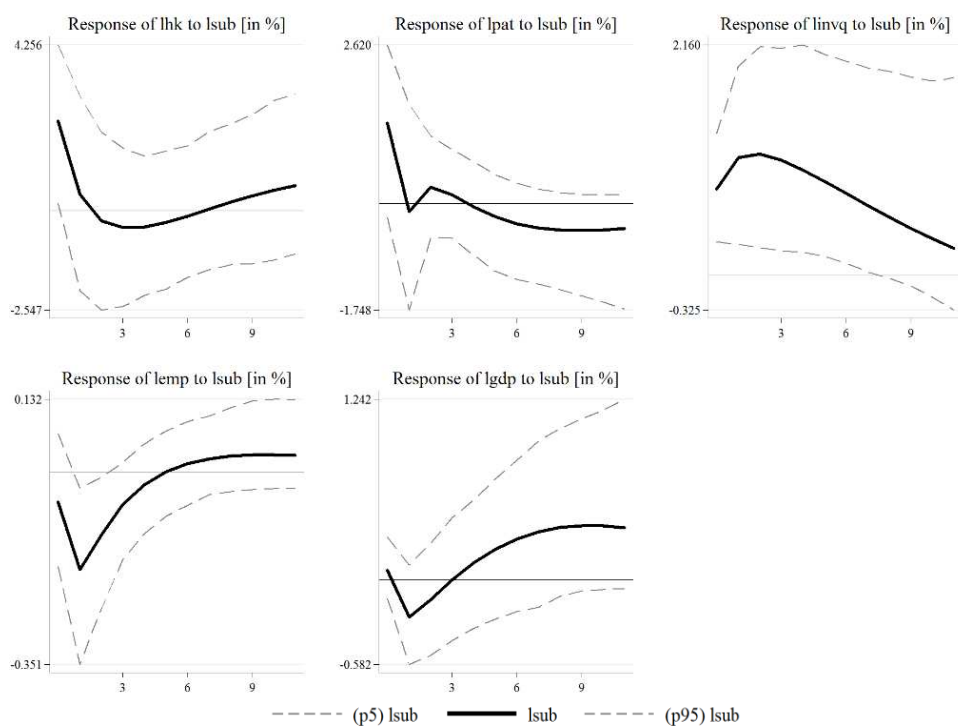 Response of lhk to lsub [in %]
4.256
-2.547
3 6 9
Response of lpat to lsub [in %]
2.620
-1.748
3 6 9
Response of linvq to lsub [in %]
2.160
-0.325
3 6 9
Response of lemp to lsub [in %]
0.132
-0.351
3 6 9
Response of lgdp to lsub [in %]
1.242
-0.582
3 6 9
(p5) lsub lsub (p95) lsub